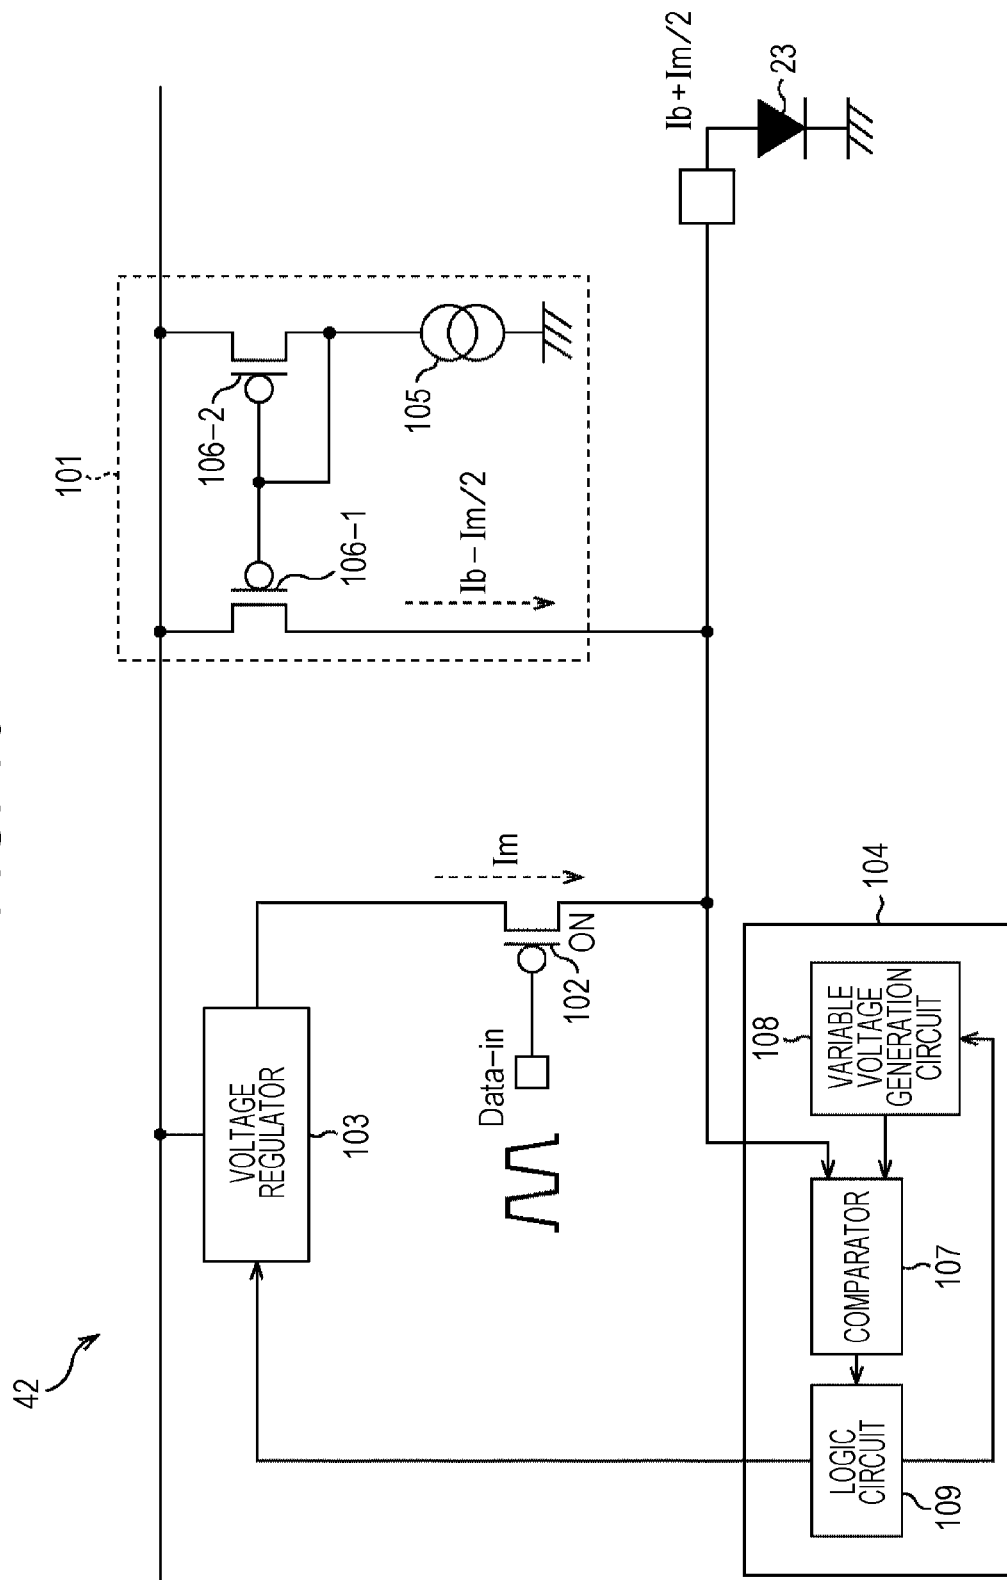 42
101
106-2
106-1
105
Ib-Im/2
Ib+Im/2
23
VOLTAGE
REGULATOR
103
Im
Data-in
102
ON
104
108
VARIABLE
VOLTAGE
GENERATION
CIRCUIT
COMPARATOR
107
LOGIC
CIRCUIT
109